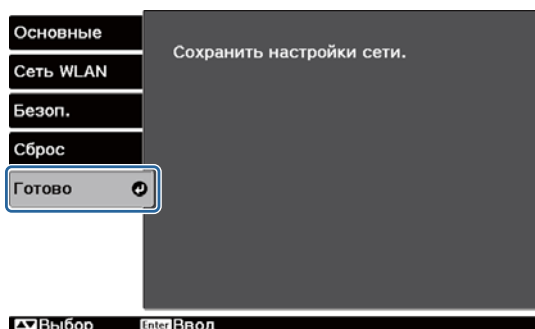 Основные
Сеть WLAN
Безоп.
Сброс
Готово
Сохранить настройки сети.
Выбор Enter Ввод